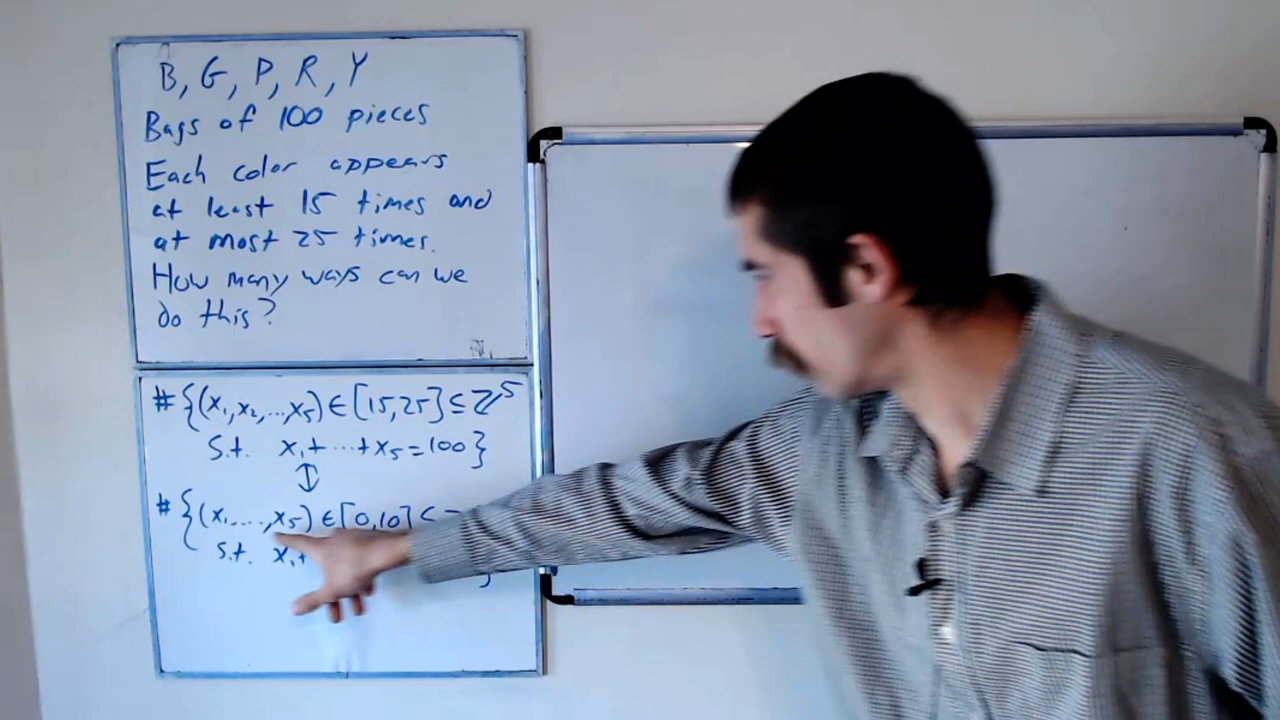 B, G, P, R, Y
Bags of 100 pieces
Each color appears
at least 15 times and
at most 25 times.
How many ways can we
do this?
#{(x₁,x₂,...,x₅)∈[15,25]⊆ℤ⁵
s.t. x₁+...+x₅=100}
↕
#{(x₁,...,x₅)∈[0,10]⊆
s.t. x₁+